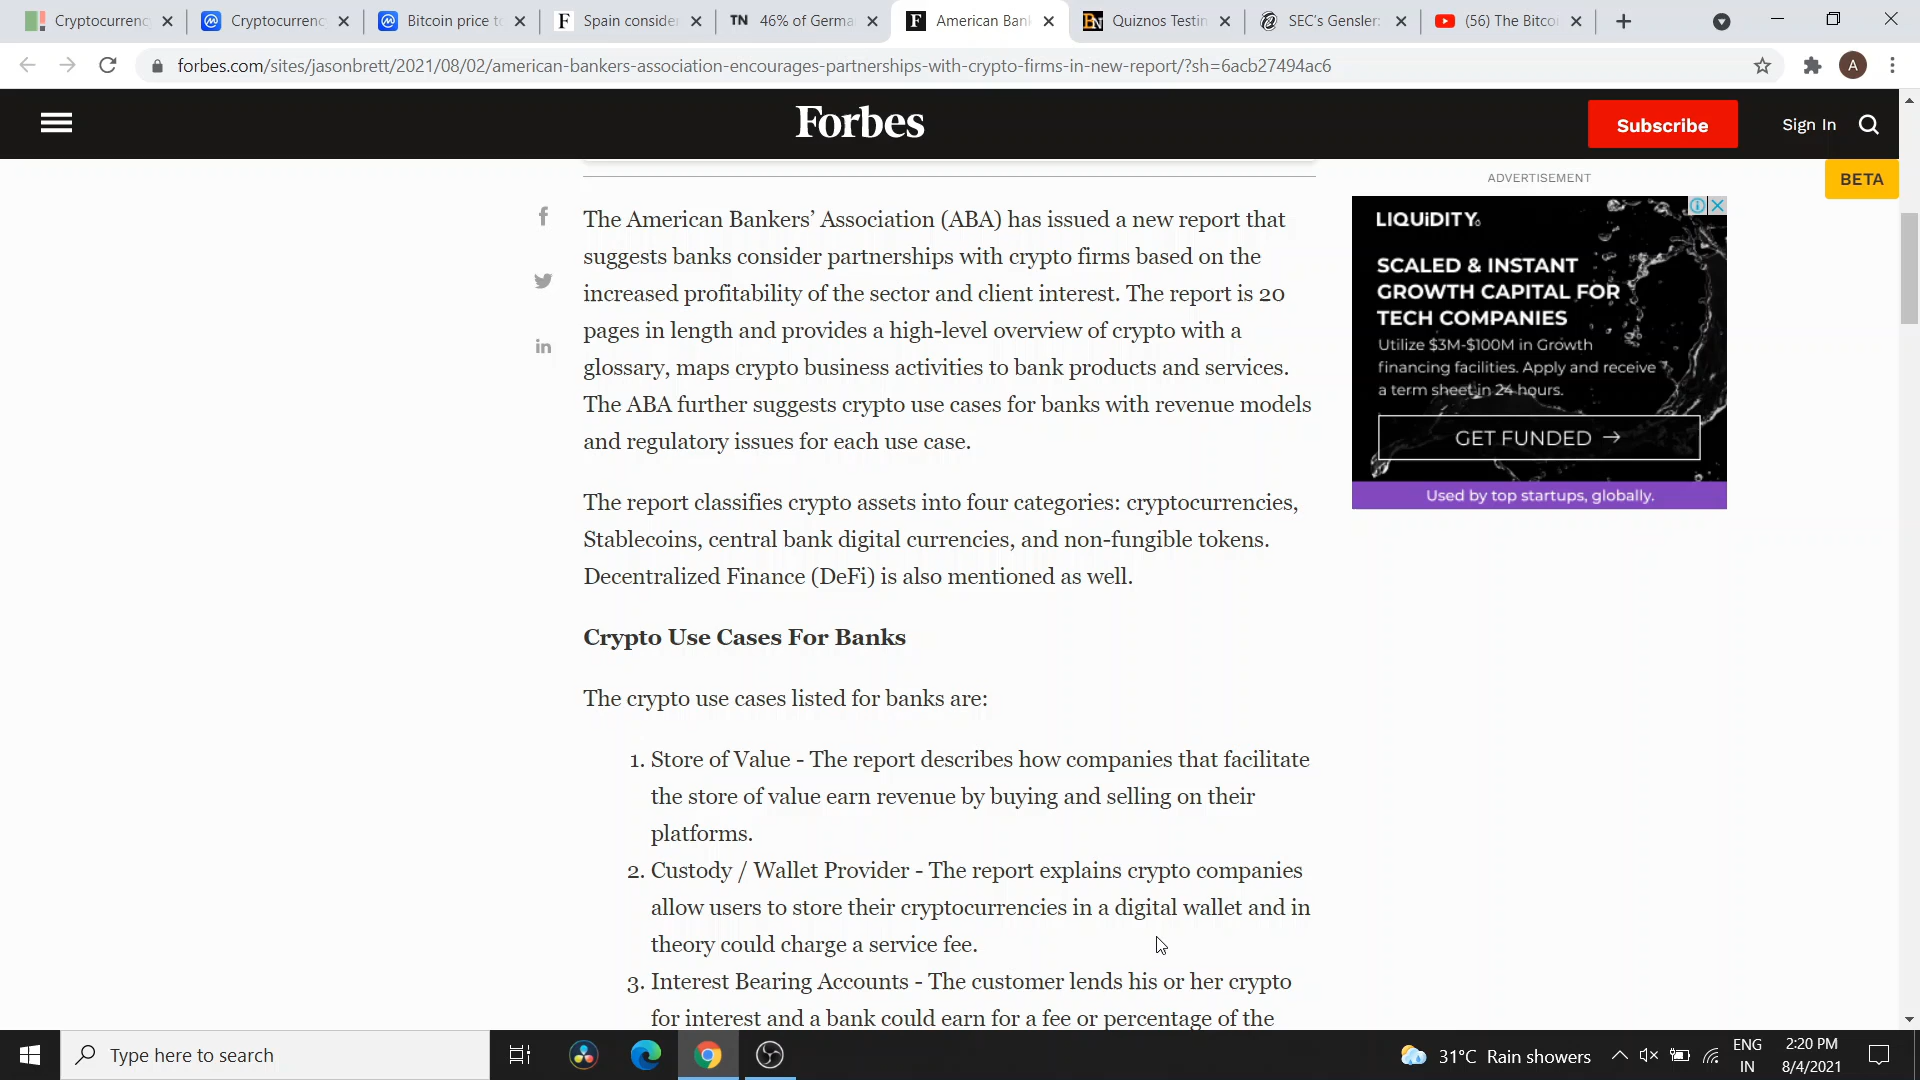 Cryptocurrenc
Cryptocurrenc
Bitcoin price to
Spain conside
TN 46% of Germa
American Ban
Quiznos Testin
SEC's Gensler:
(56) The Bitco
forbes.com/sites/jasonbrett/2021/08/02/american-bankers-association-encourages-partnerships-with-crypto-firms-in-new-report/?sh=6acb27494ac6
A
Forbes
Subscribe
Sign In
BETA
The American Bankers’ Association (ABA) has issued a new report that
suggests banks consider partnerships with crypto firms based on the
increased profitability of the sector and client interest. The report is 20
pages in length and provides a high-level overview of crypto with a
glossary, maps crypto business activities to bank products and services.
The ABA further suggests crypto use cases for banks with revenue models
and regulatory issues for each use case.
The report classifies crypto assets into four categories: cryptocurrencies,
Stablecoins, central bank digital currencies, and non-fungible tokens.
Decentralized Finance (DeFi) is also mentioned as well.
Crypto Use Cases For Banks
The crypto use cases listed for banks are:
1. Store of Value - The report describes how companies that facilitate
the store of value earn revenue by buying and selling on their
platforms.
2. Custody / Wallet Provider - The report explains crypto companies
allow users to store their cryptocurrencies in a digital wallet and in
theory could charge a service fee.
3. Interest Bearing Accounts - The customer lends his or her crypto
for interest and a bank could earn for a fee or percentage of the
ADVERTISEMENT
LIQUiDITY
SCALED & INSTANT
GROWTH CAPITAL FOR
TECH COMPANIES
Utilize $3M-$100M in Growth
financing facilities. Apply and receive
a term sheet in 24 hours.
GET FUNDED →
Used by top startups, globally.
Type here to search
31°C Rain showers
ENG
IN
2:20 PM
8/4/2021